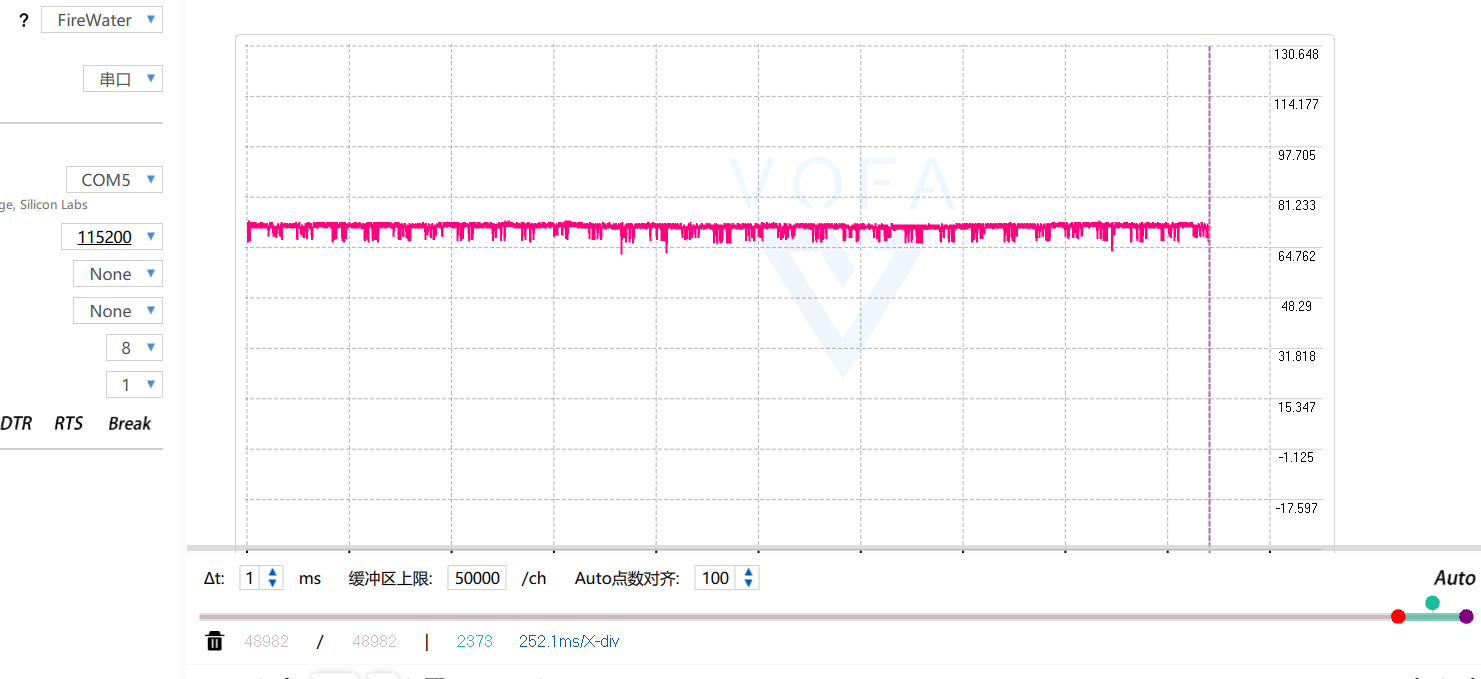 ? FireWater
串口
COM5
ge, Silicon Labs
115200
None
None
8
1
DTR RTS Break
VOFA
130.648
114.177
97.705
81.233
64.762
48.29
31.818
15.347
-1.125
-17.597
Δt: 1 ms 缓冲区上限: 50000 /ch Auto点数对齐: 100
Auto
48982 / 48982 | 2373 252.1ms/X-div